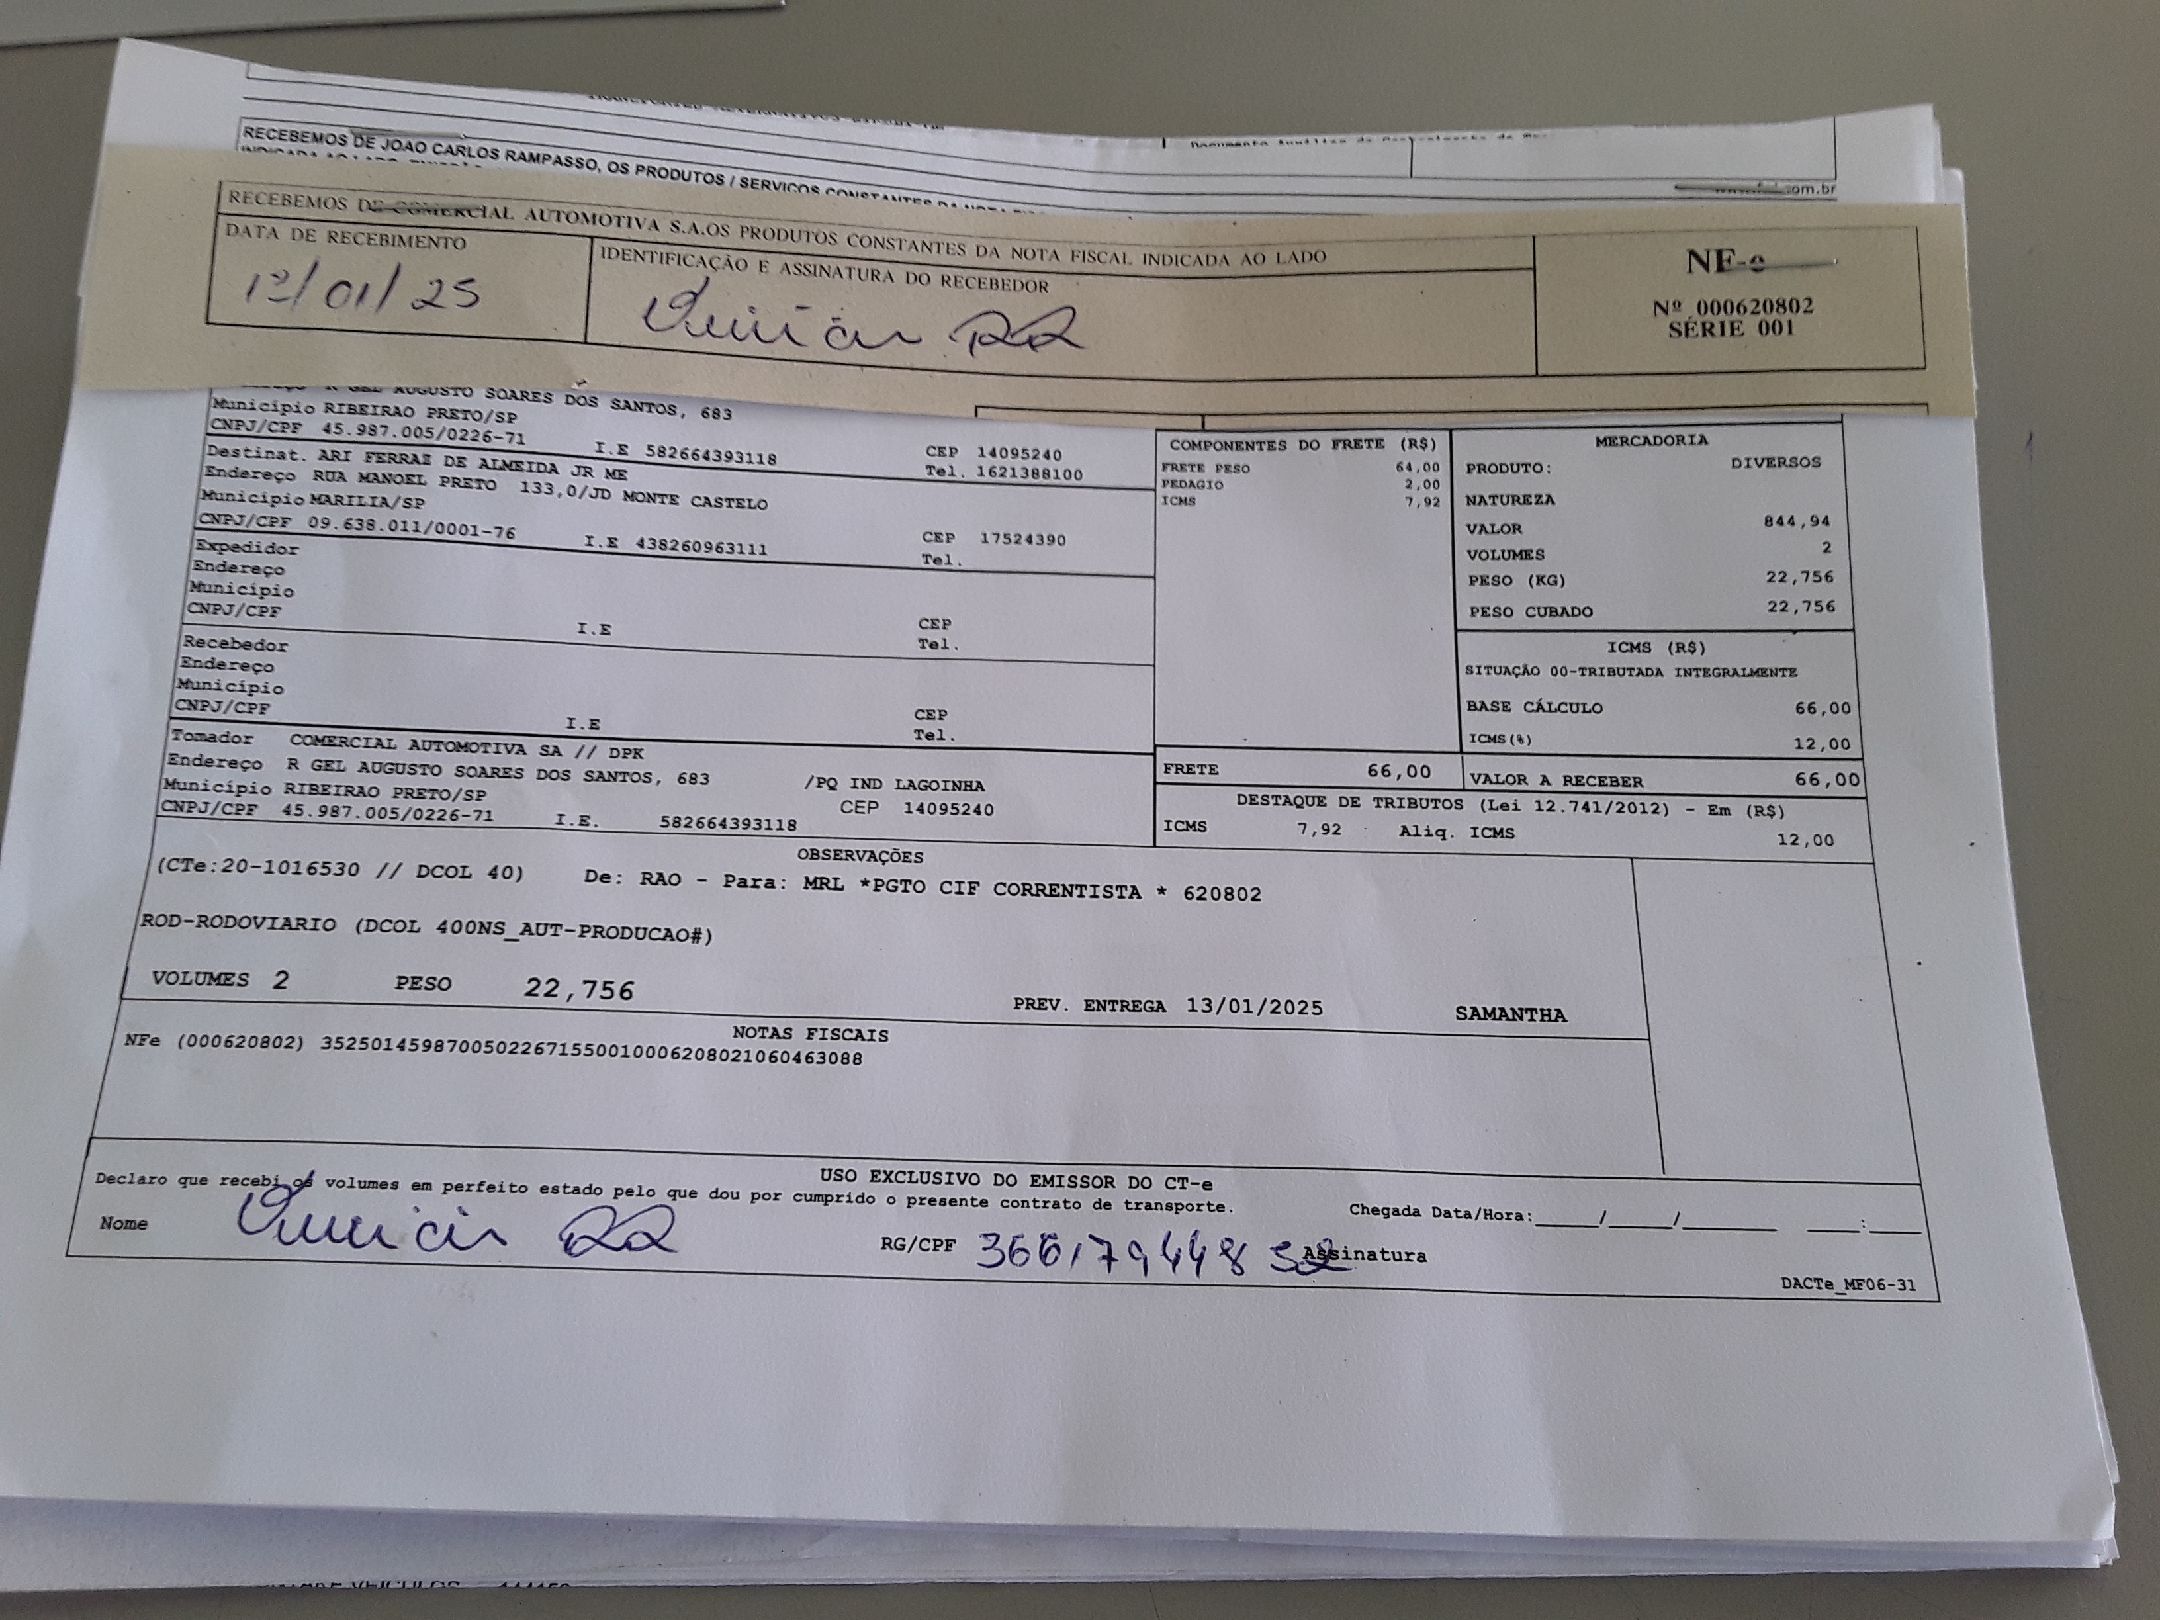 RECEBEMOS DE JOAO CARLOS RAMPASSO, OS PRODUTOS / SERVIÇOS CONSTANTES DA NOTA
om.br
RECEBEMOS DE COMERCIAL AUTOMOTIVA S.A.OS PRODUTOS CONSTANTES DA NOTA FISCAL INDICADA AO LADO
DATA DE RECEBIMENTO
/01/25
IDENTIFICAÇÃO E ASSINATURA DO RECEBEDOR
NF-e
Nº 000620802
SÉRIE 001
R GEL AUGUSTO SOARES DOS SANTOS, 683
Município RIBEIRAO PRETO/SP
CNPJ/CPF 45.987.005/0226-71 I.E 582664393118
CEP 14095240
Tel. 1621388100
Destinat. ARI FERRAZ DE ALMEIDA JR ME
Endereço RUA MANOEL PRETO 133,0/JD MONTE CASTELO
Município MARILIA/SP
CNPJ/CPF 09.638.011/0001-76 I.E 438260963111
CEP 17524390
Tel.
Expedidor
Endereço
Município
CNPJ/CPF I.E
CEP
Tel.
Recebedor
Endereço
Município
CNPJ/CPF I.E
CEP
Tel.
Tomador COMERCIAL AUTOMOTIVA SA // DPK
Endereço R GEL AUGUSTO SOARES DOS SANTOS, 683 /PQ IND LAGOINHA
Município RIBEIRAO PRETO/SP CEP 14095240
CNPJ/CPF 45.987.005/0226-71 I.E. 582664393118
COMPONENTES DO FRETE (R$)
FRETE PESO 64,00
PEDAGIO 2,00
ICMS 7,92
FRETE 66,00
MERCADORIA
PRODUTO: DIVERSOS
NATUREZA
VALOR 844,94
VOLUMES 2
PESO (KG) 22,756
PESO CUBADO 22,756
ICMS (R$)
SITUAÇÃO 00-TRIBUTADA INTEGRALMENTE
BASE CÁLCULO 66,00
ICMS(%) 12,00
VALOR A RECEBER 66,00
DESTAQUE DE TRIBUTOS (Lei 12.741/2012) - Em (R$)
ICMS 7,92 Aliq. ICMS 12,00
OBSERVAÇÕES
(CTe:20-1016530 // DCOL 40) De: RAO - Para: MRL *PGTO CIF CORRENTISTA * 620802
ROD-RODOVIARIO (DCOL 400NS_AUT-PRODUCAO#)
VOLUMES 2 PESO 22,756 PREV. ENTREGA 13/01/2025 SAMANTHA
NOTAS FISCAIS
NFe (000620802) 35250145987005022671550010006208021060463088
USO EXCLUSIVO DO EMISSOR DO CT-e
Declaro que recebi os volumes em perfeito estado pelo que dou por cumprido o presente contrato de transporte.
Chegada Data/Hora:_____/_____/_______ ____:____
Nome
RG/CPF 366179448 Assinatura
DACTe_MF06-31